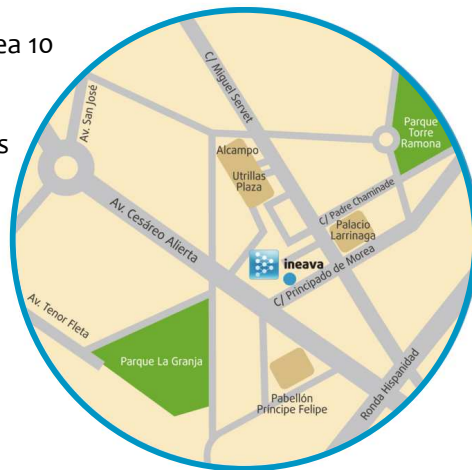 ea 10
s
C/ Miguel Servet
Av. San José
Parque
Torre
Ramona
Alcampo
Utrillas
Plaza
C/ Padre Chaminade
Palacio
Larrinaga
Av. Cesáreo Alierta
ineava
C/ Principado de Morea
Av. Tenor Fleta
Parque La Granja
Ronda Hispanidad
Pabellón
Príncipe Felipe